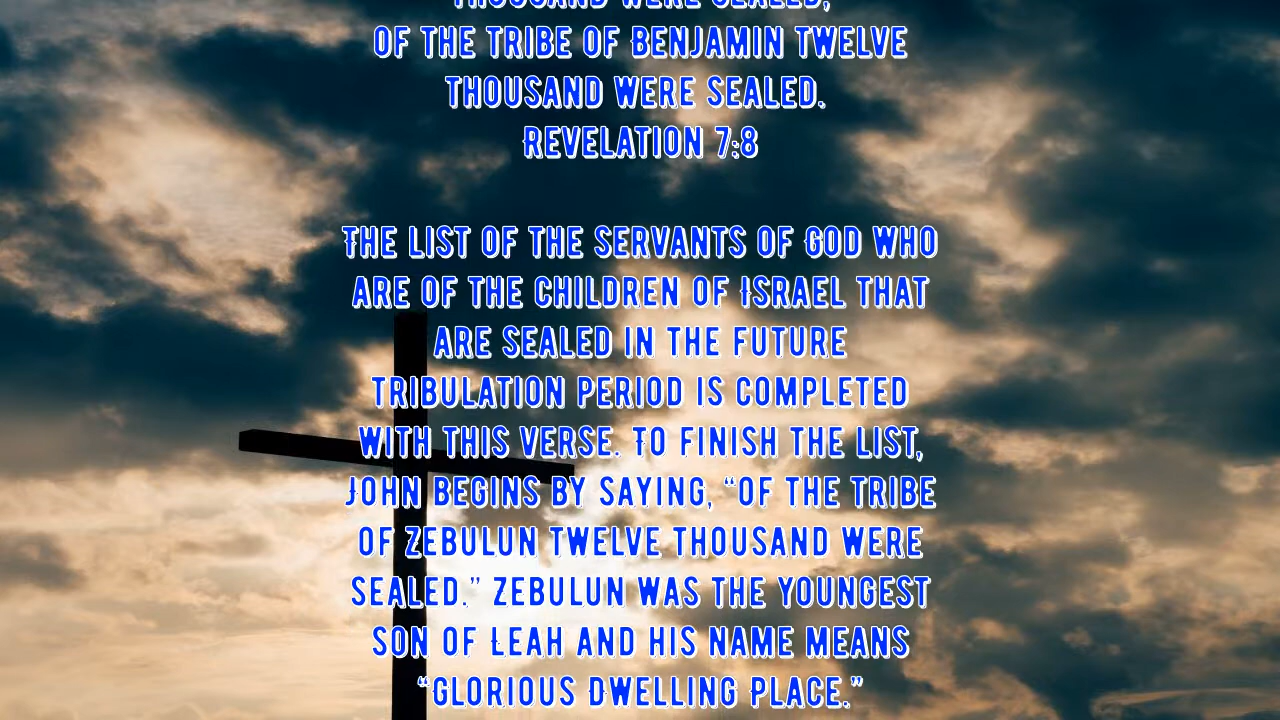 THOUSAND WERE SEALED,
OF THE TRIBE OF BENJAMIN TWELVE
THOUSAND WERE SEALED.
REVELATION 7:8
THE LIST OF THE SERVANTS OF GOD WHO
ARE OF THE CHILDREN OF ISRAEL THAT
ARE SEALED IN THE FUTURE
TRIBULATION PERIOD IS COMPLETED
WITH THIS VERSE. TO FINISH THE LIST,
JOHN BEGINS BY SAYING, “OF THE TRIBE
OF ZEBULUN TWELVE THOUSAND WERE
SEALED.” ZEBULUN WAS THE YOUNGEST
SON OF LEAH AND HIS NAME MEANS
“GLORIOUS DWELLING PLACE.”